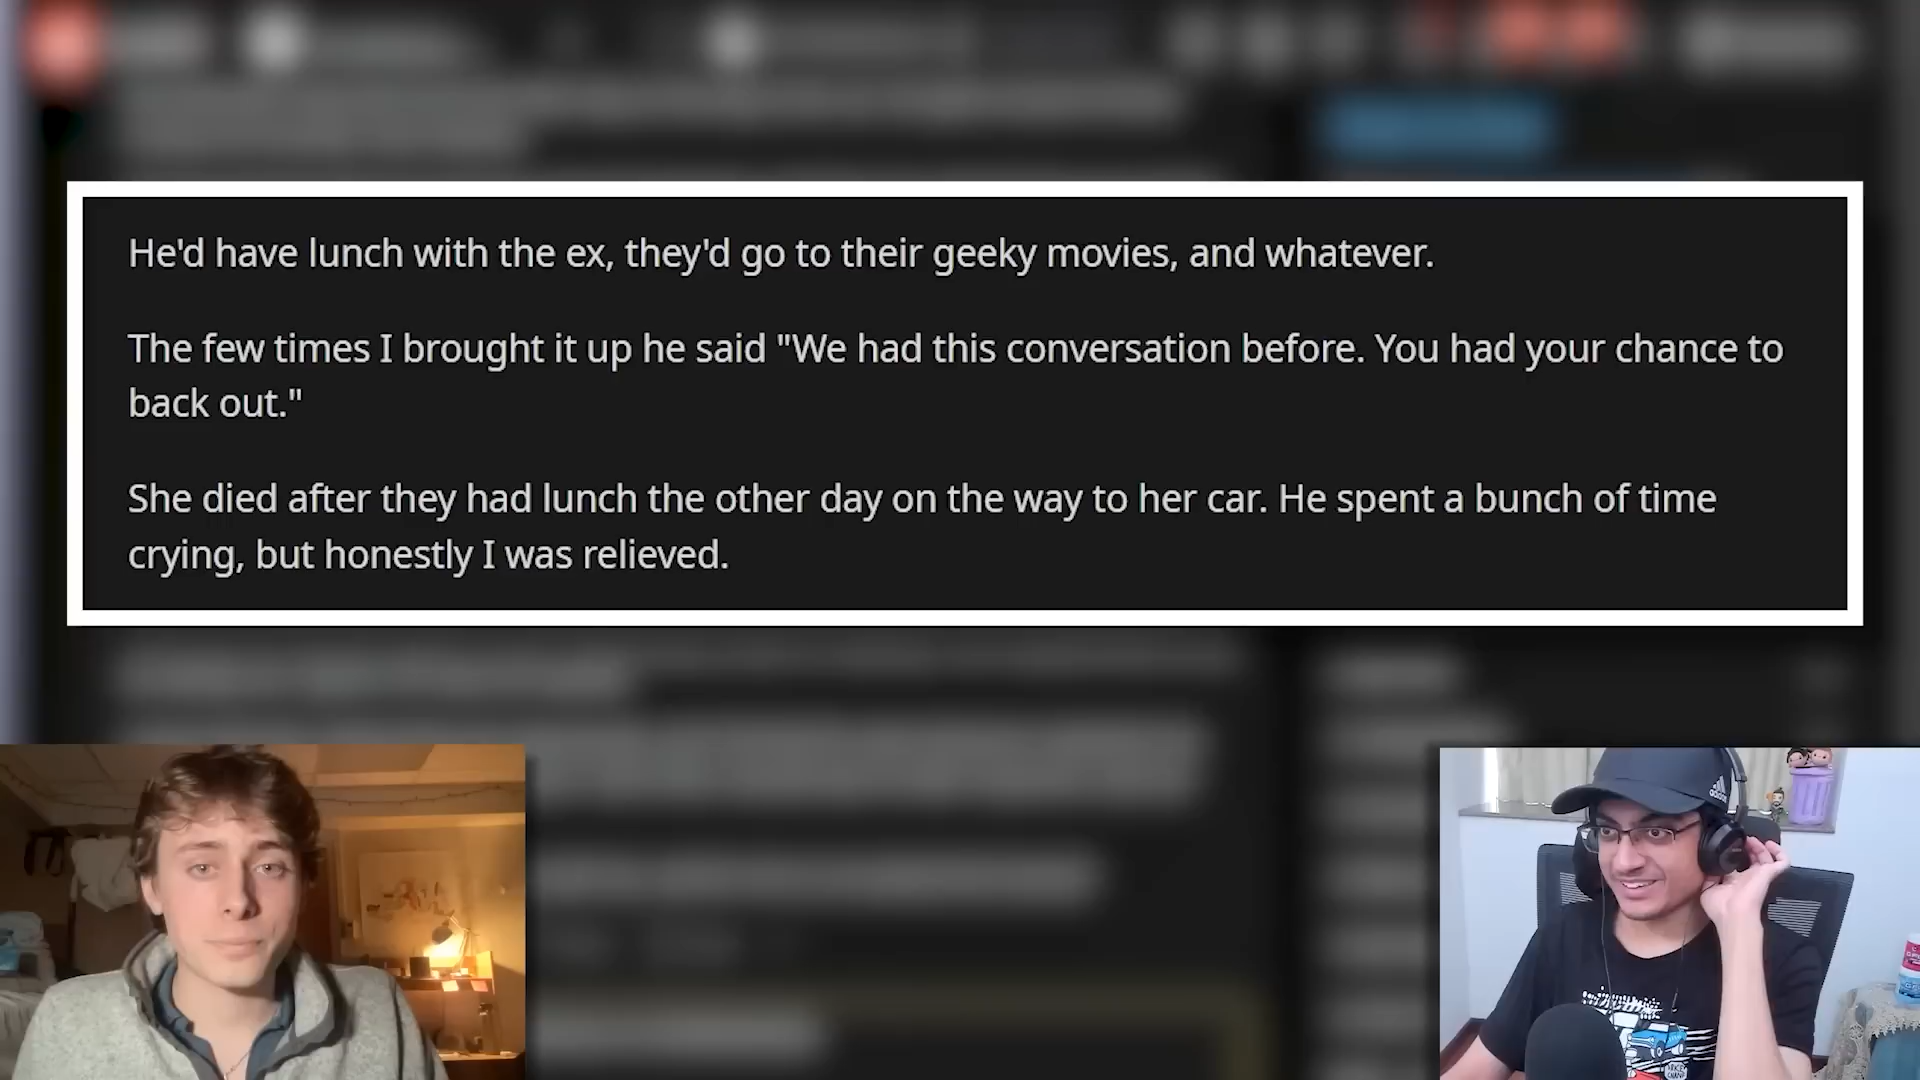 He'd have lunch with the ex, they'd go to their geeky movies, and whatever.
The few times I brought it up he said "We had this conversation before. You had your chance to
back out."
She died after they had lunch the other day on the way to her car. He spent a bunch of time
crying, but honestly I was relieved.
adidas